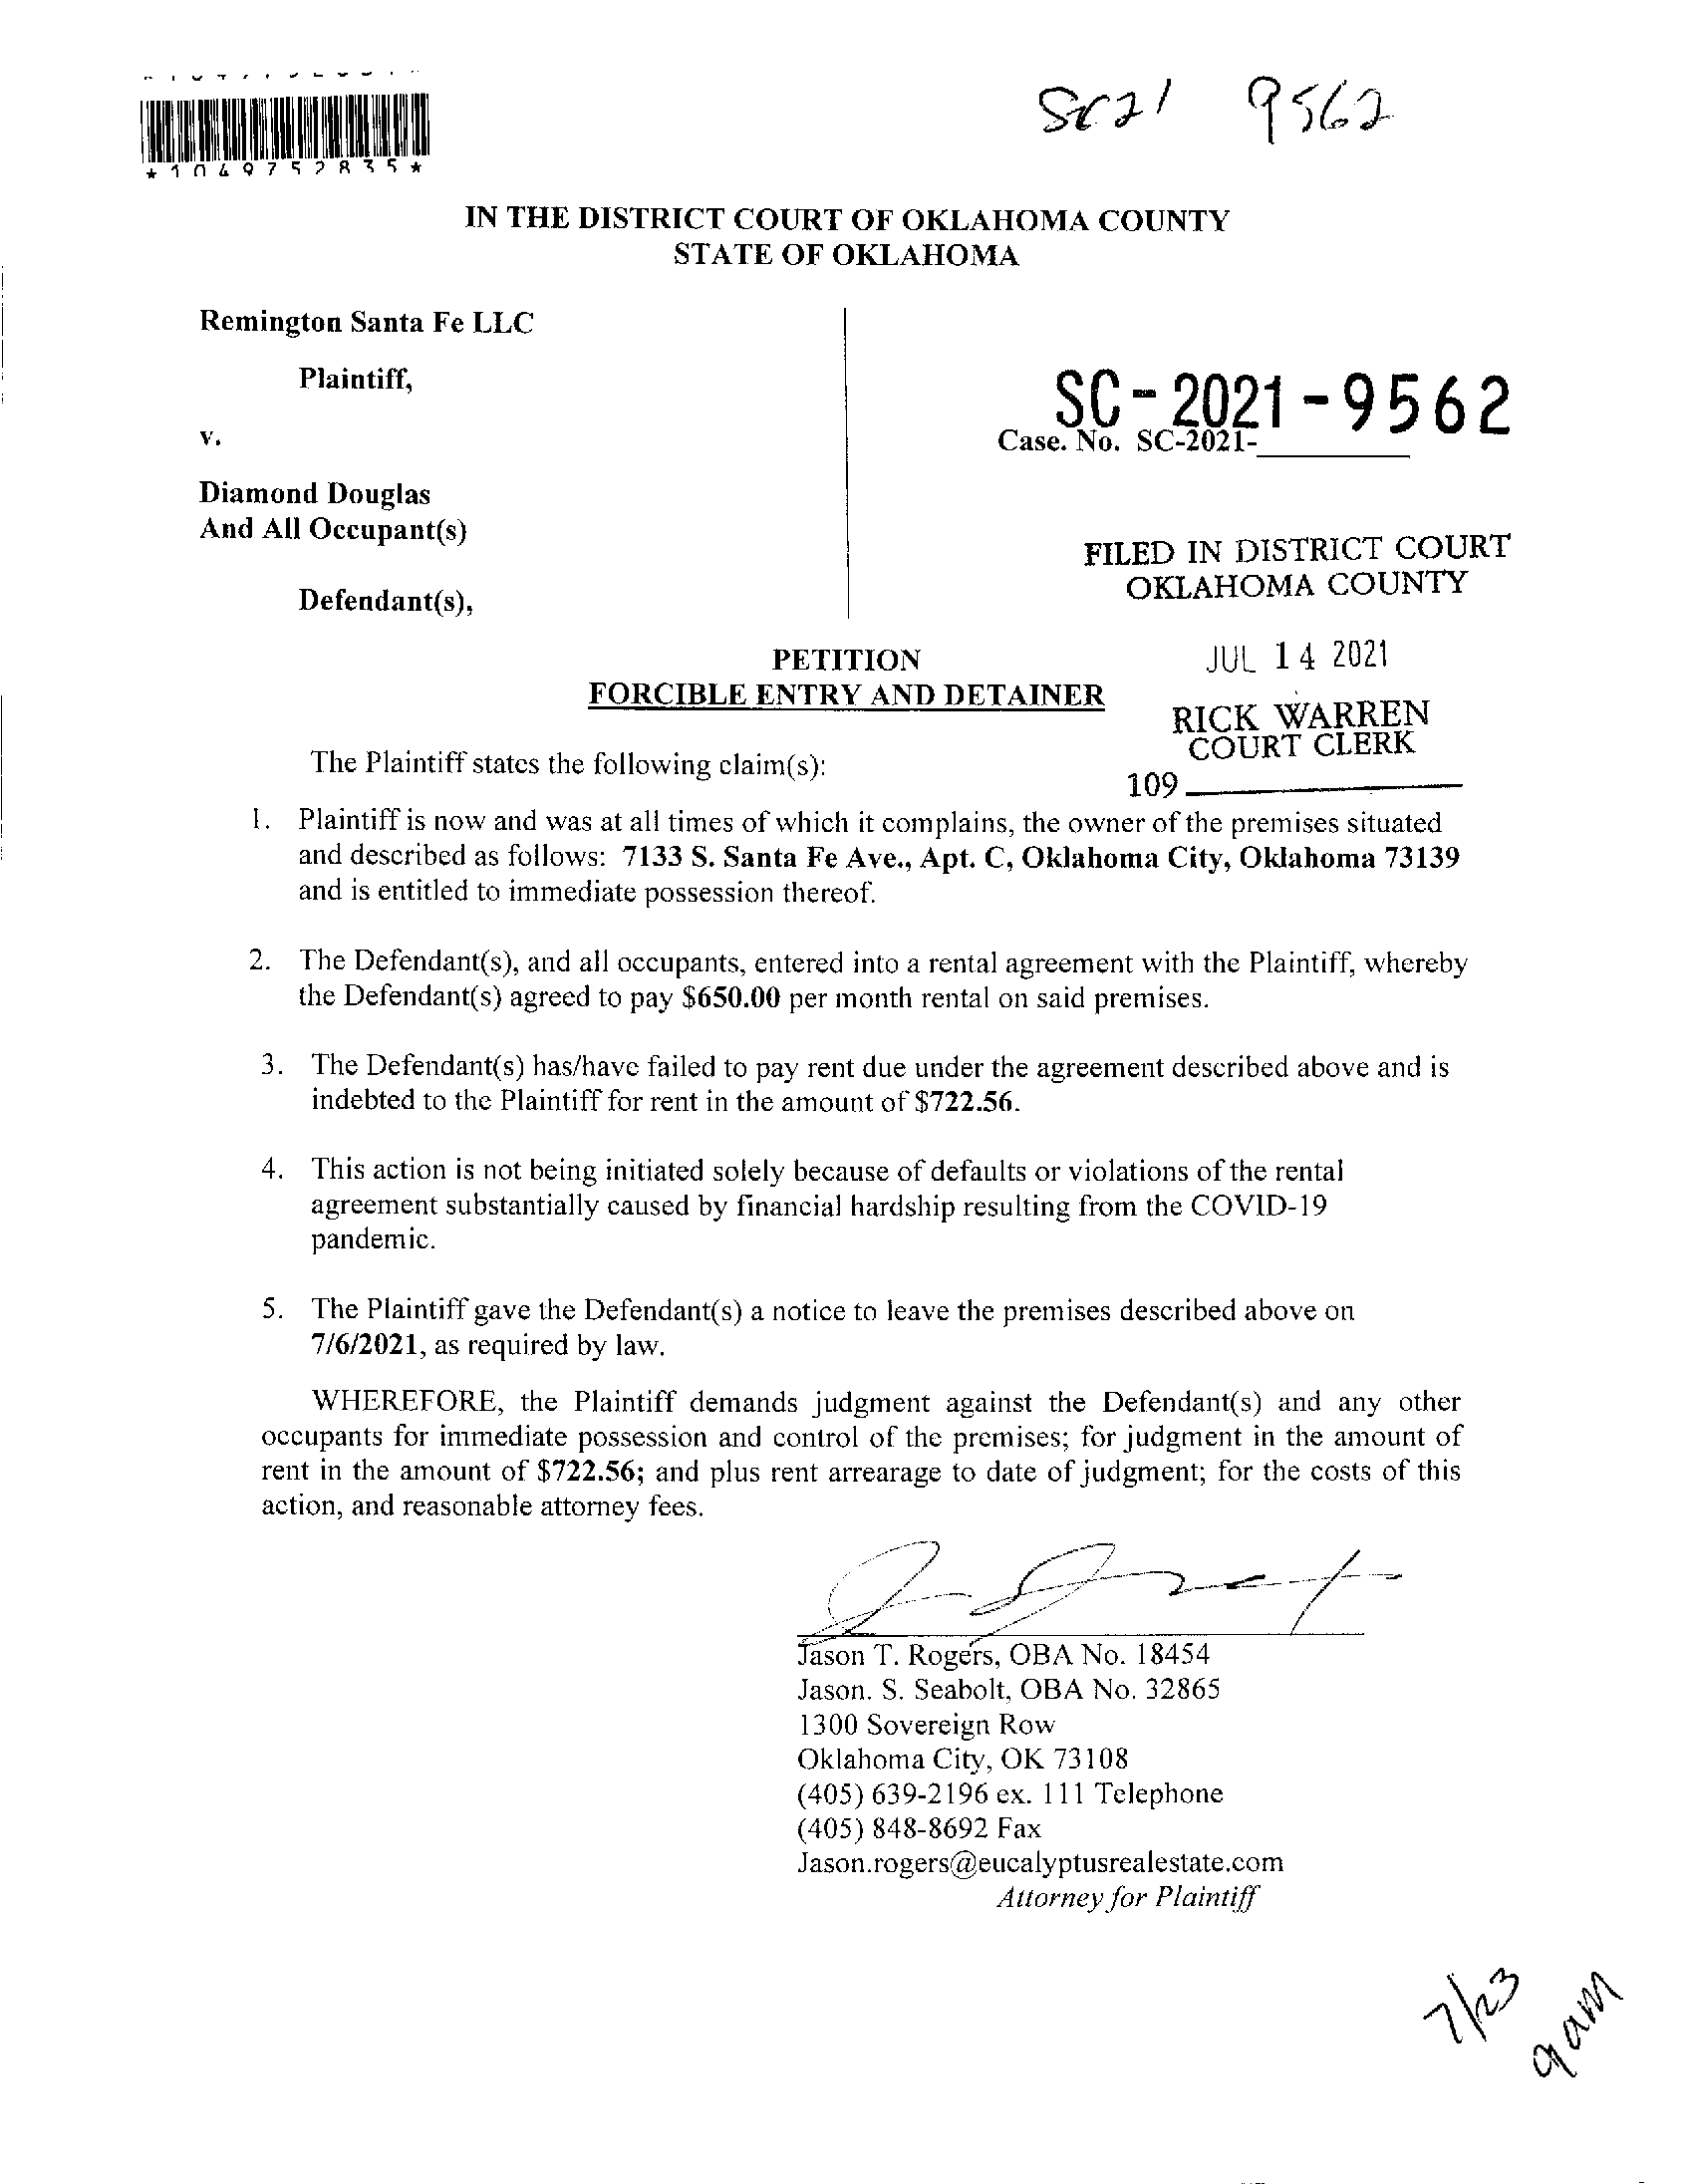 SC21 9562
*1049752835*
IN THE DISTRICT COURT OF OKLAHOMA COUNTY
STATE OF OKLAHOMA
Remington Santa Fe LLC
Plaintiff,
v.
Diamond Douglas
And All Occupant(s)
Defendant(s),
SC-2021-9562
Case. No. SC-2021-
FILED IN DISTRICT COURT
OKLAHOMA COUNTY
JUL 14 2021
RICK WARREN
COURT CLERK
109
PETITION
FORCIBLE ENTRY AND DETAINER
The Plaintiff states the following claim(s):
1. Plaintiff is now and was at all times of which it complains, the owner of the premises situated
and described as follows: 7133 S. Santa Fe Ave., Apt. C, Oklahoma City, Oklahoma 73139
and is entitled to immediate possession thereof.
2. The Defendant(s), and all occupants, entered into a rental agreement with the Plaintiff, whereby
the Defendant(s) agreed to pay $650.00 per month rental on said premises.
3. The Defendant(s) has/have failed to pay rent due under the agreement described above and is
indebted to the Plaintiff for rent in the amount of $722.56.
4. This action is not being initiated solely because of defaults or violations of the rental
agreement substantially caused by financial hardship resulting from the COVID-19
pandemic.
5. The Plaintiff gave the Defendant(s) a notice to leave the premises described above on
7/6/2021, as required by law.
WHEREFORE, the Plaintiff demands judgment against the Defendant(s) and any other
occupants for immediate possession and control of the premises; for judgment in the amount of
rent in the amount of $722.56; and plus rent arrearage to date of judgment; for the costs of this
action, and reasonable attorney fees.
Jason T. Rogers, OBA No. 18454
Jason. S. Seabolt, OBA No. 32865
1300 Sovereign Row
Oklahoma City, OK 73108
(405) 639-2196 ex. 111 Telephone
(405) 848-8692 Fax
Jason.rogers@eucalyptusrealestate.com
Attorney for Plaintiff
7/23
9am